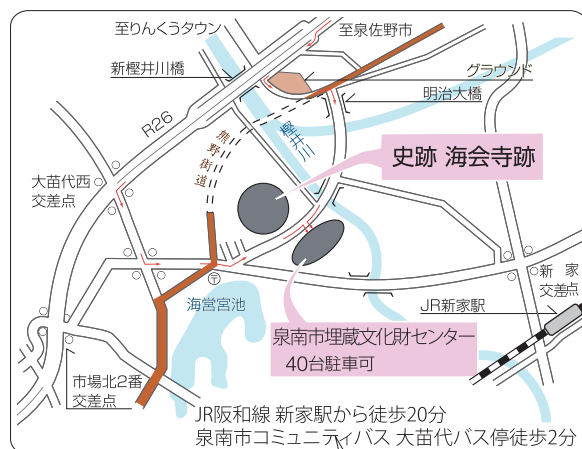 至りんくうタウン
至泉佐野市
新樫井川橋
グラウンド
明治大橋
R26
樫井川
熊野街道
史跡 海会寺跡
大苗代西
交差点
新家
交差点
〒
海営宮池
JR新家駅
泉南市埋蔵文化財センター
40台駐車可
市場北2番
交差点
JR阪和線 新家駅から徒歩20分
泉南市コミュニティバス 大苗代バス停徒歩2分